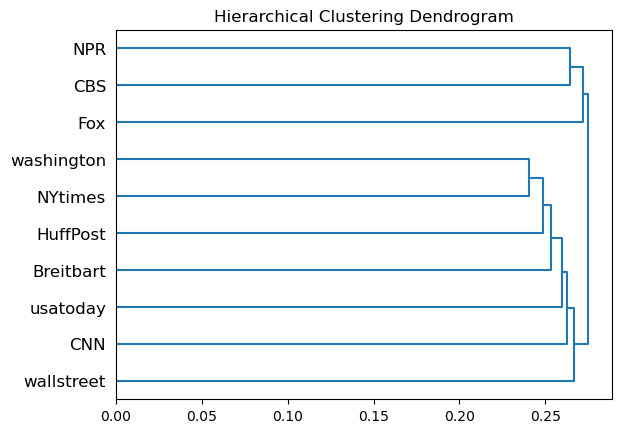 Hierarchical Clustering Dendrogram
NPR
CBS
Fox
washington
NYtimes
HuffPost
Breitbart
usatoday
CNN
wallstreet
0.00 0.05 0.10 0.15 0.20 0.25